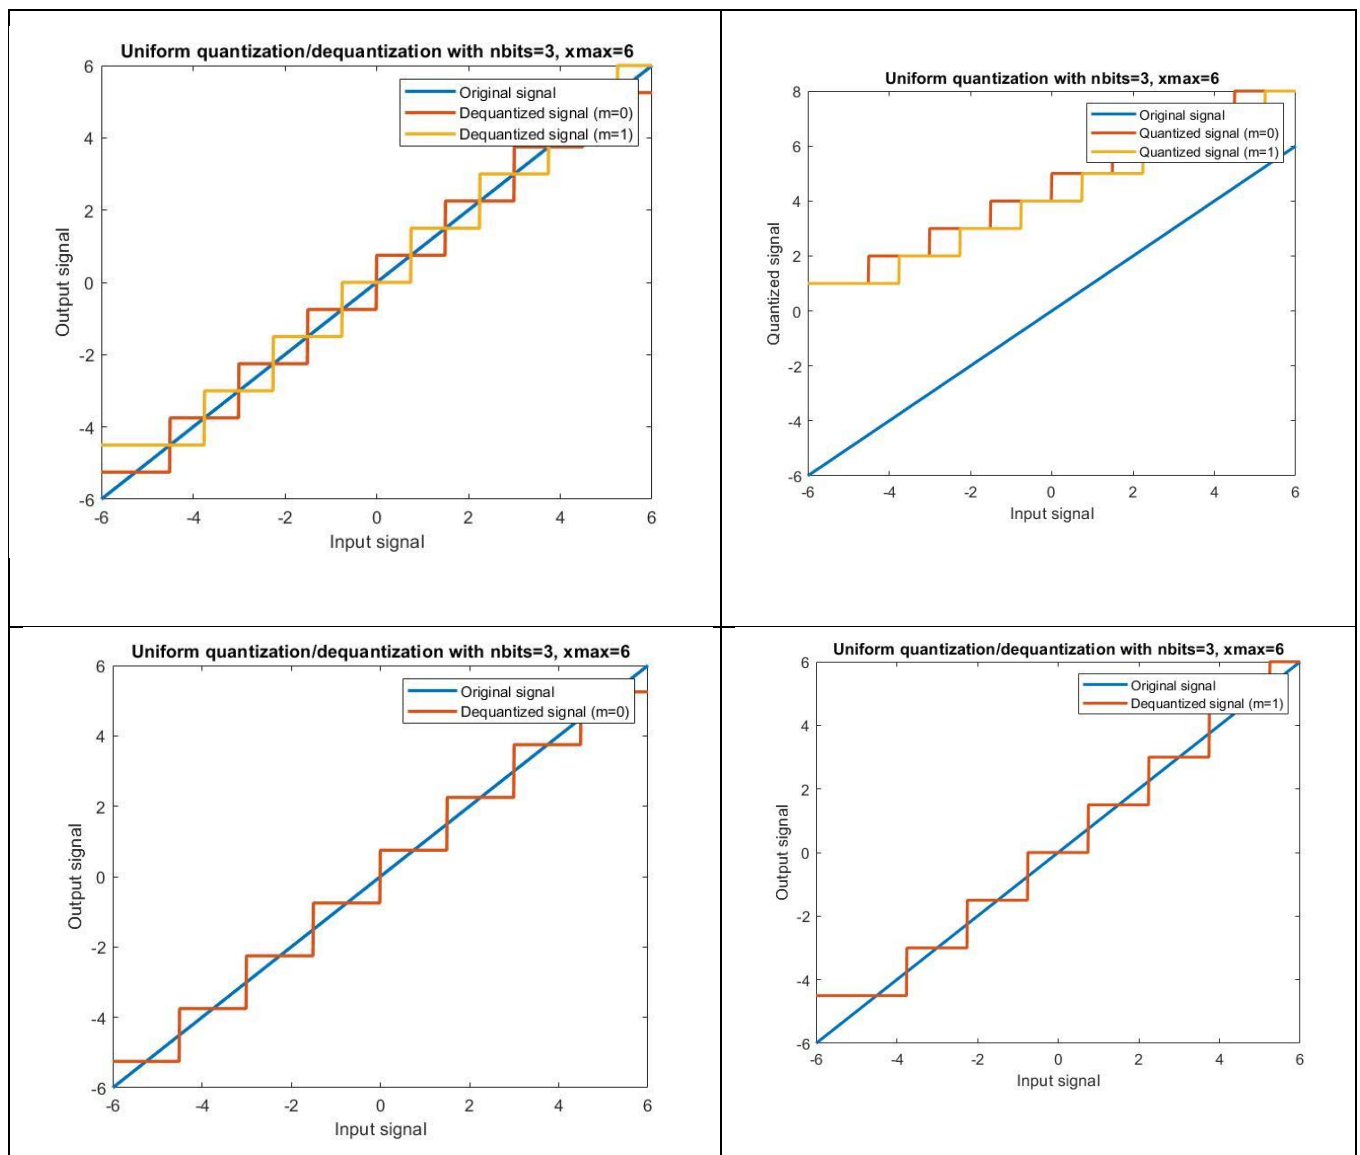 Uniform quantization/dequantization with nbits=3, xmax=6
6
4
2
0
-2
-4
-6
Output signal
Original signal
Dequantized signal (m=0)
Dequantized signal (m=1)
-6 -4 -2 0 2 4 6
Input signal
Uniform quantization with nbits=3, xmax=6
8
6
4
2
0
-2
-4
-6
Quantized signal
Original signal
Quantized signal (m=0)
Quantized signal (m=1)
-6 -4 -2 0 2 4 6
Input signal
Uniform quantization/dequantization with nbits=3, xmax=6
6
4
2
0
-2
-4
-6
Output signal
Original signal
Dequantized signal (m=0)
-6 -4 -2 0 2 4 6
Input signal
Uniform quantization/dequantization with nbits=3, xmax=6
6
4
2
0
-2
-4
-6
Output signal
Original signal
Dequantized signal (m=1)
-6 -4 -2 0 2 4 6
Input signal